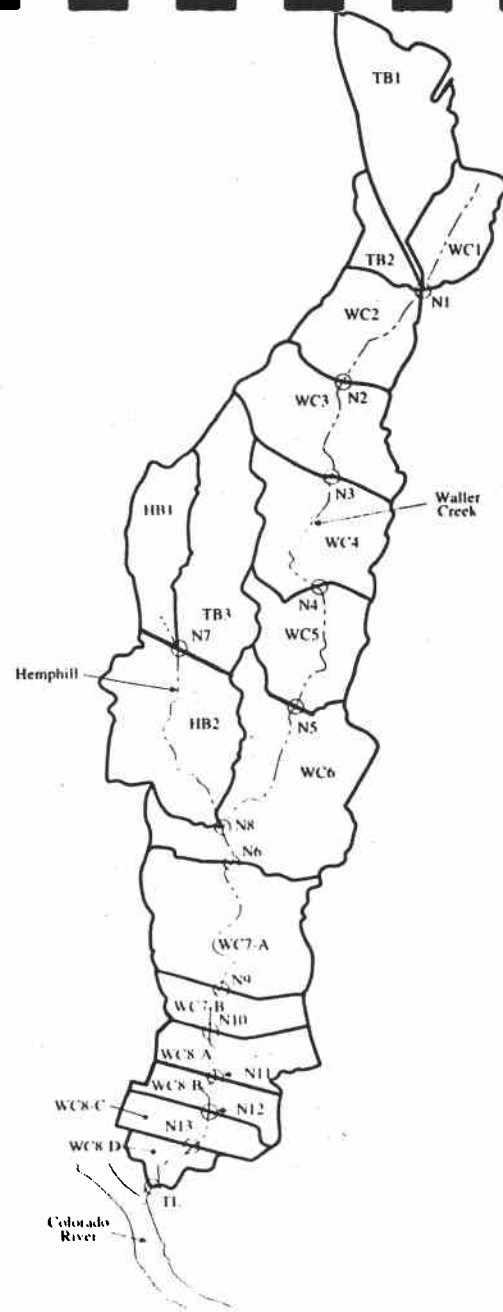 TB1
WC1
TB2
N1
WC2
WC3
N2
N3
Waller
Creek
WC4
HB1
N4
TB3
WC5
N7
Hemphill
HB2
N5
WC6
N8
N6
WC7-A
N9
WC7-B
N10
WC8-A
N11
WC8-B
WC8-C
N12
N13
WC8 D
TL
Colorado
River